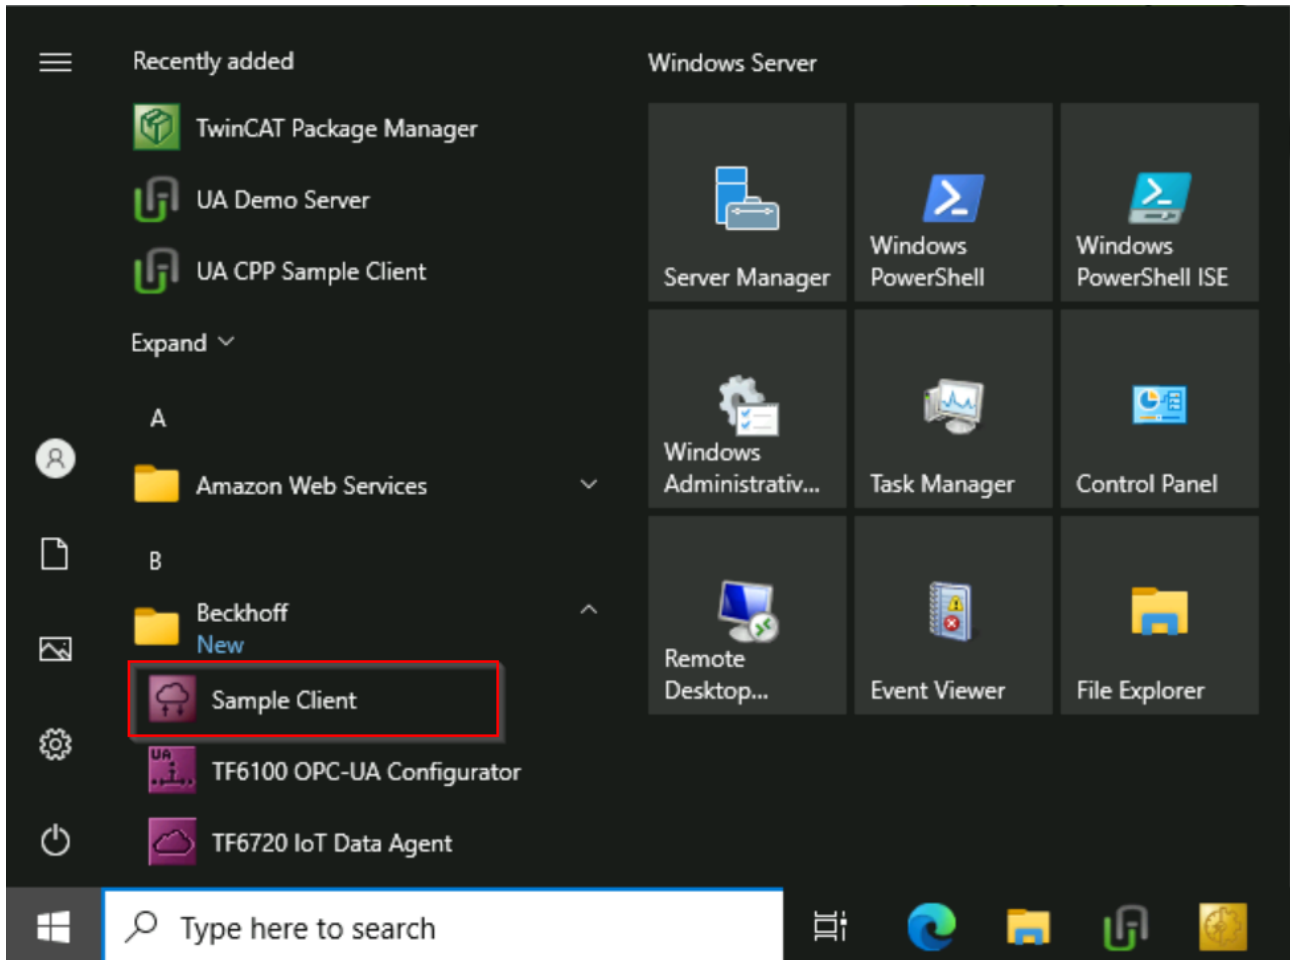 Recently added
TwinCAT Package Manager
UA Demo Server
UA CPP Sample Client
Expand
A
Amazon Web Services
B
Beckhoff
New
Sample Client
UA
TF6100 OPC-UA Configurator
TF6720 IoT Data Agent
Windows Server
Server Manager
Windows
PowerShell
Windows
PowerShell ISE
Windows
Administrativ...
Task Manager
Control Panel
Remote
Desktop...
Event Viewer
File Explorer
Type here to search